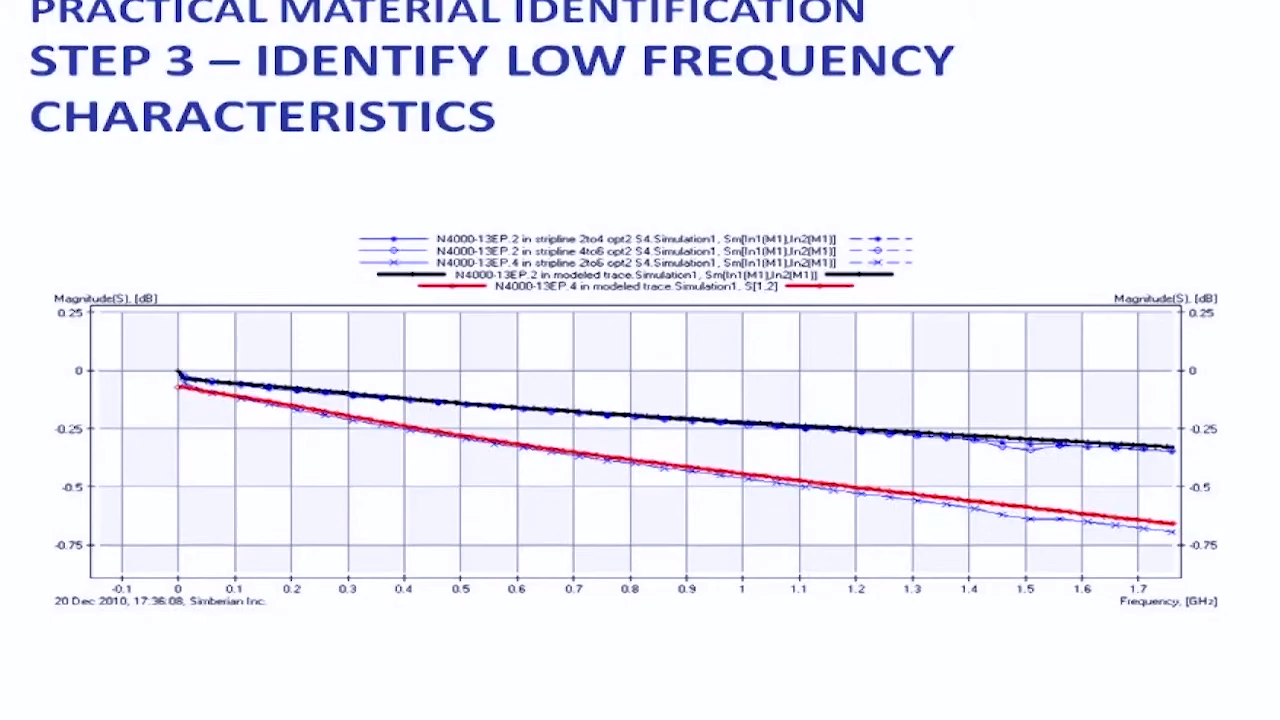 PRACTICAL MATERIAL IDENTIFICATION
STEP 3 – IDENTIFY LOW FREQUENCY
CHARACTERISTICS
N4000-13EP.2 in stripline 2to4 opt2 S4.Simulation1, Sm[In1(M1),In2(M1)]
N4000-13EP.2 in stripline 4to6 opt2 S4.Simulation1, Sm[In1(M1),In2(M1)]
N4000-13EP.4 in stripline 2to6 opt2 S4.Simulation1, Sm[In1(M1),In2(M1)]
N4000-13EP.2 in modeled trace.Simulation1, Sm[In1(M1),In2(M1)]
N4000-13EP.4 in modeled trace.Simulation1, S[1,2]
Magnitude(S), [dB] Magnitude(S), [dB]
0.25 0.25
0 0
-0.25 -0.25
-0.5 -0.5
-0.75 -0.75
-0.1 0 0.1 0.2 0.3 0.4 0.5 0.6 0.7 0.8 0.9 1 1.1 1.2 1.3 1.4 1.5 1.6 1.7
20 Dec 2010, 17:36:08, Simberian Inc. Frequency, [GHz]